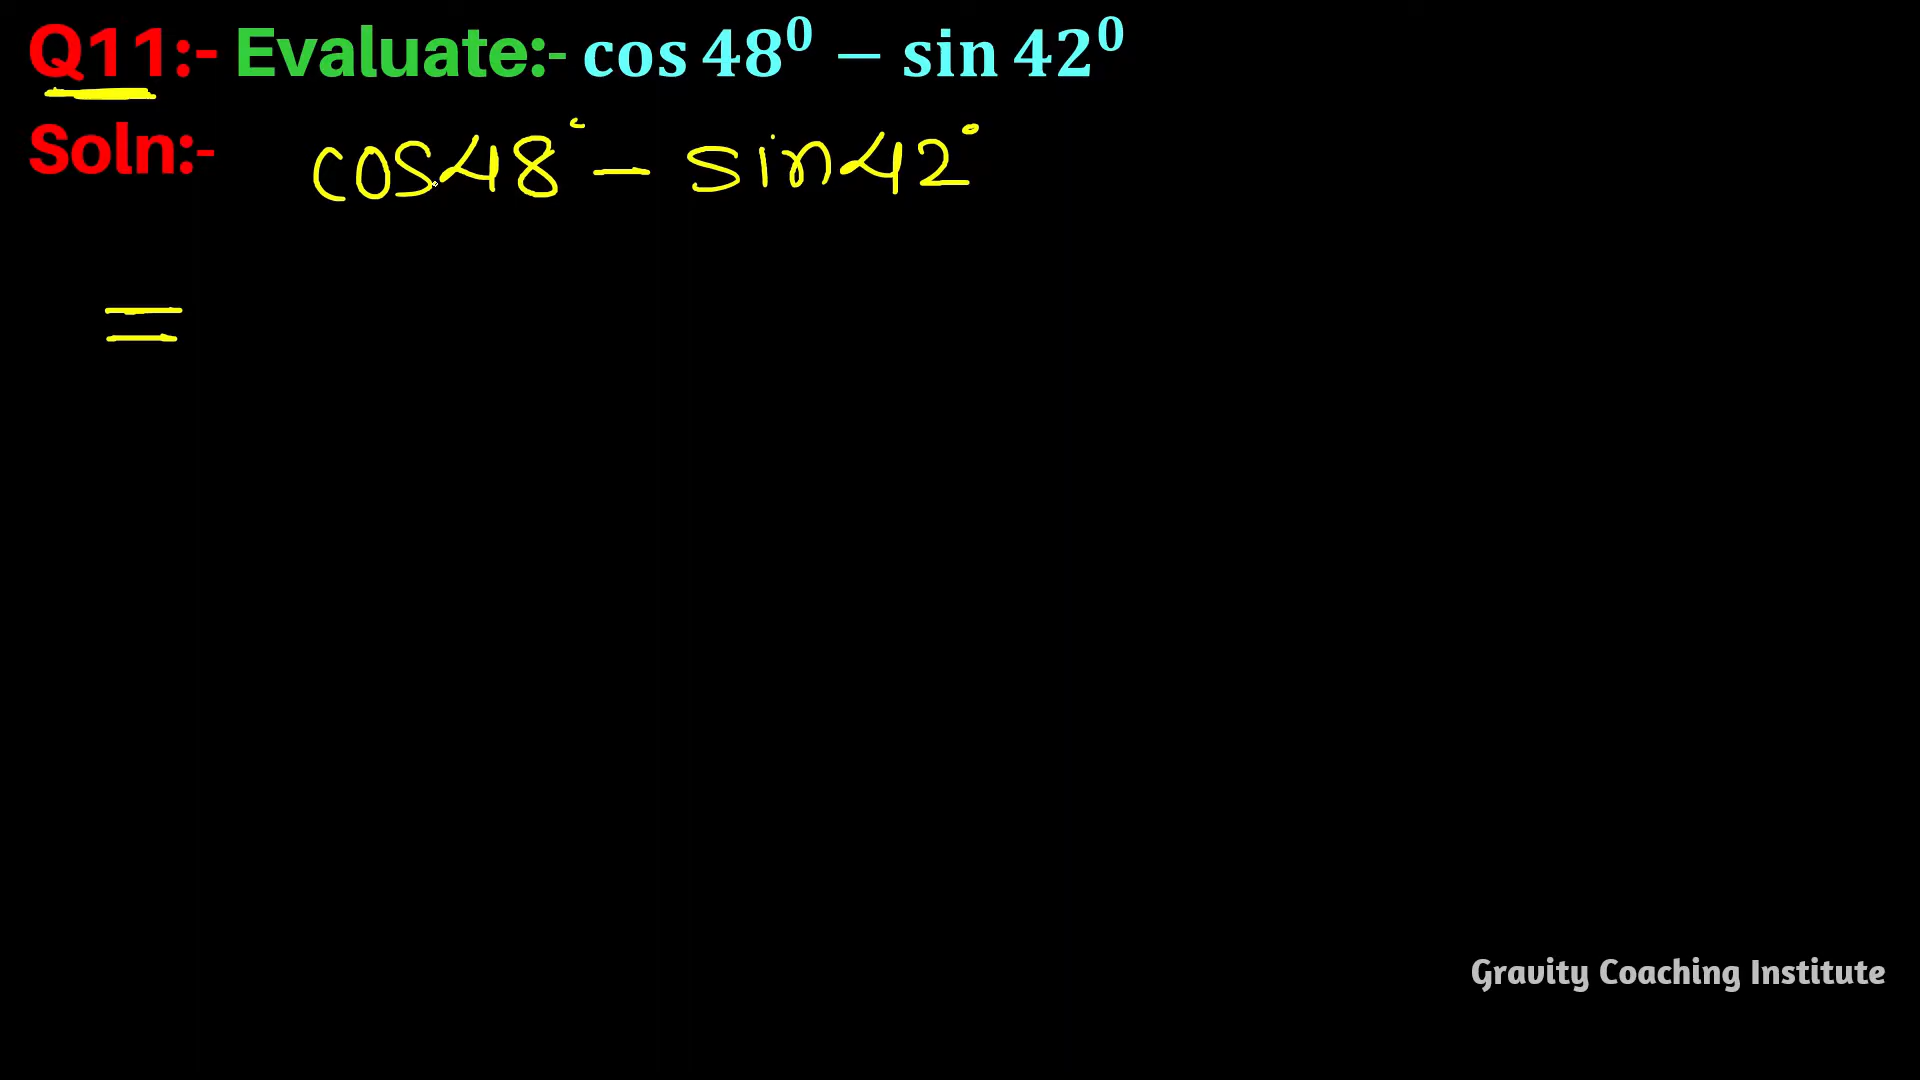 Q11:- Evaluate:- cos 48⁰ − sin 42⁰
Soln:- cos48° − sin42°
=
Gravity Coaching Institute